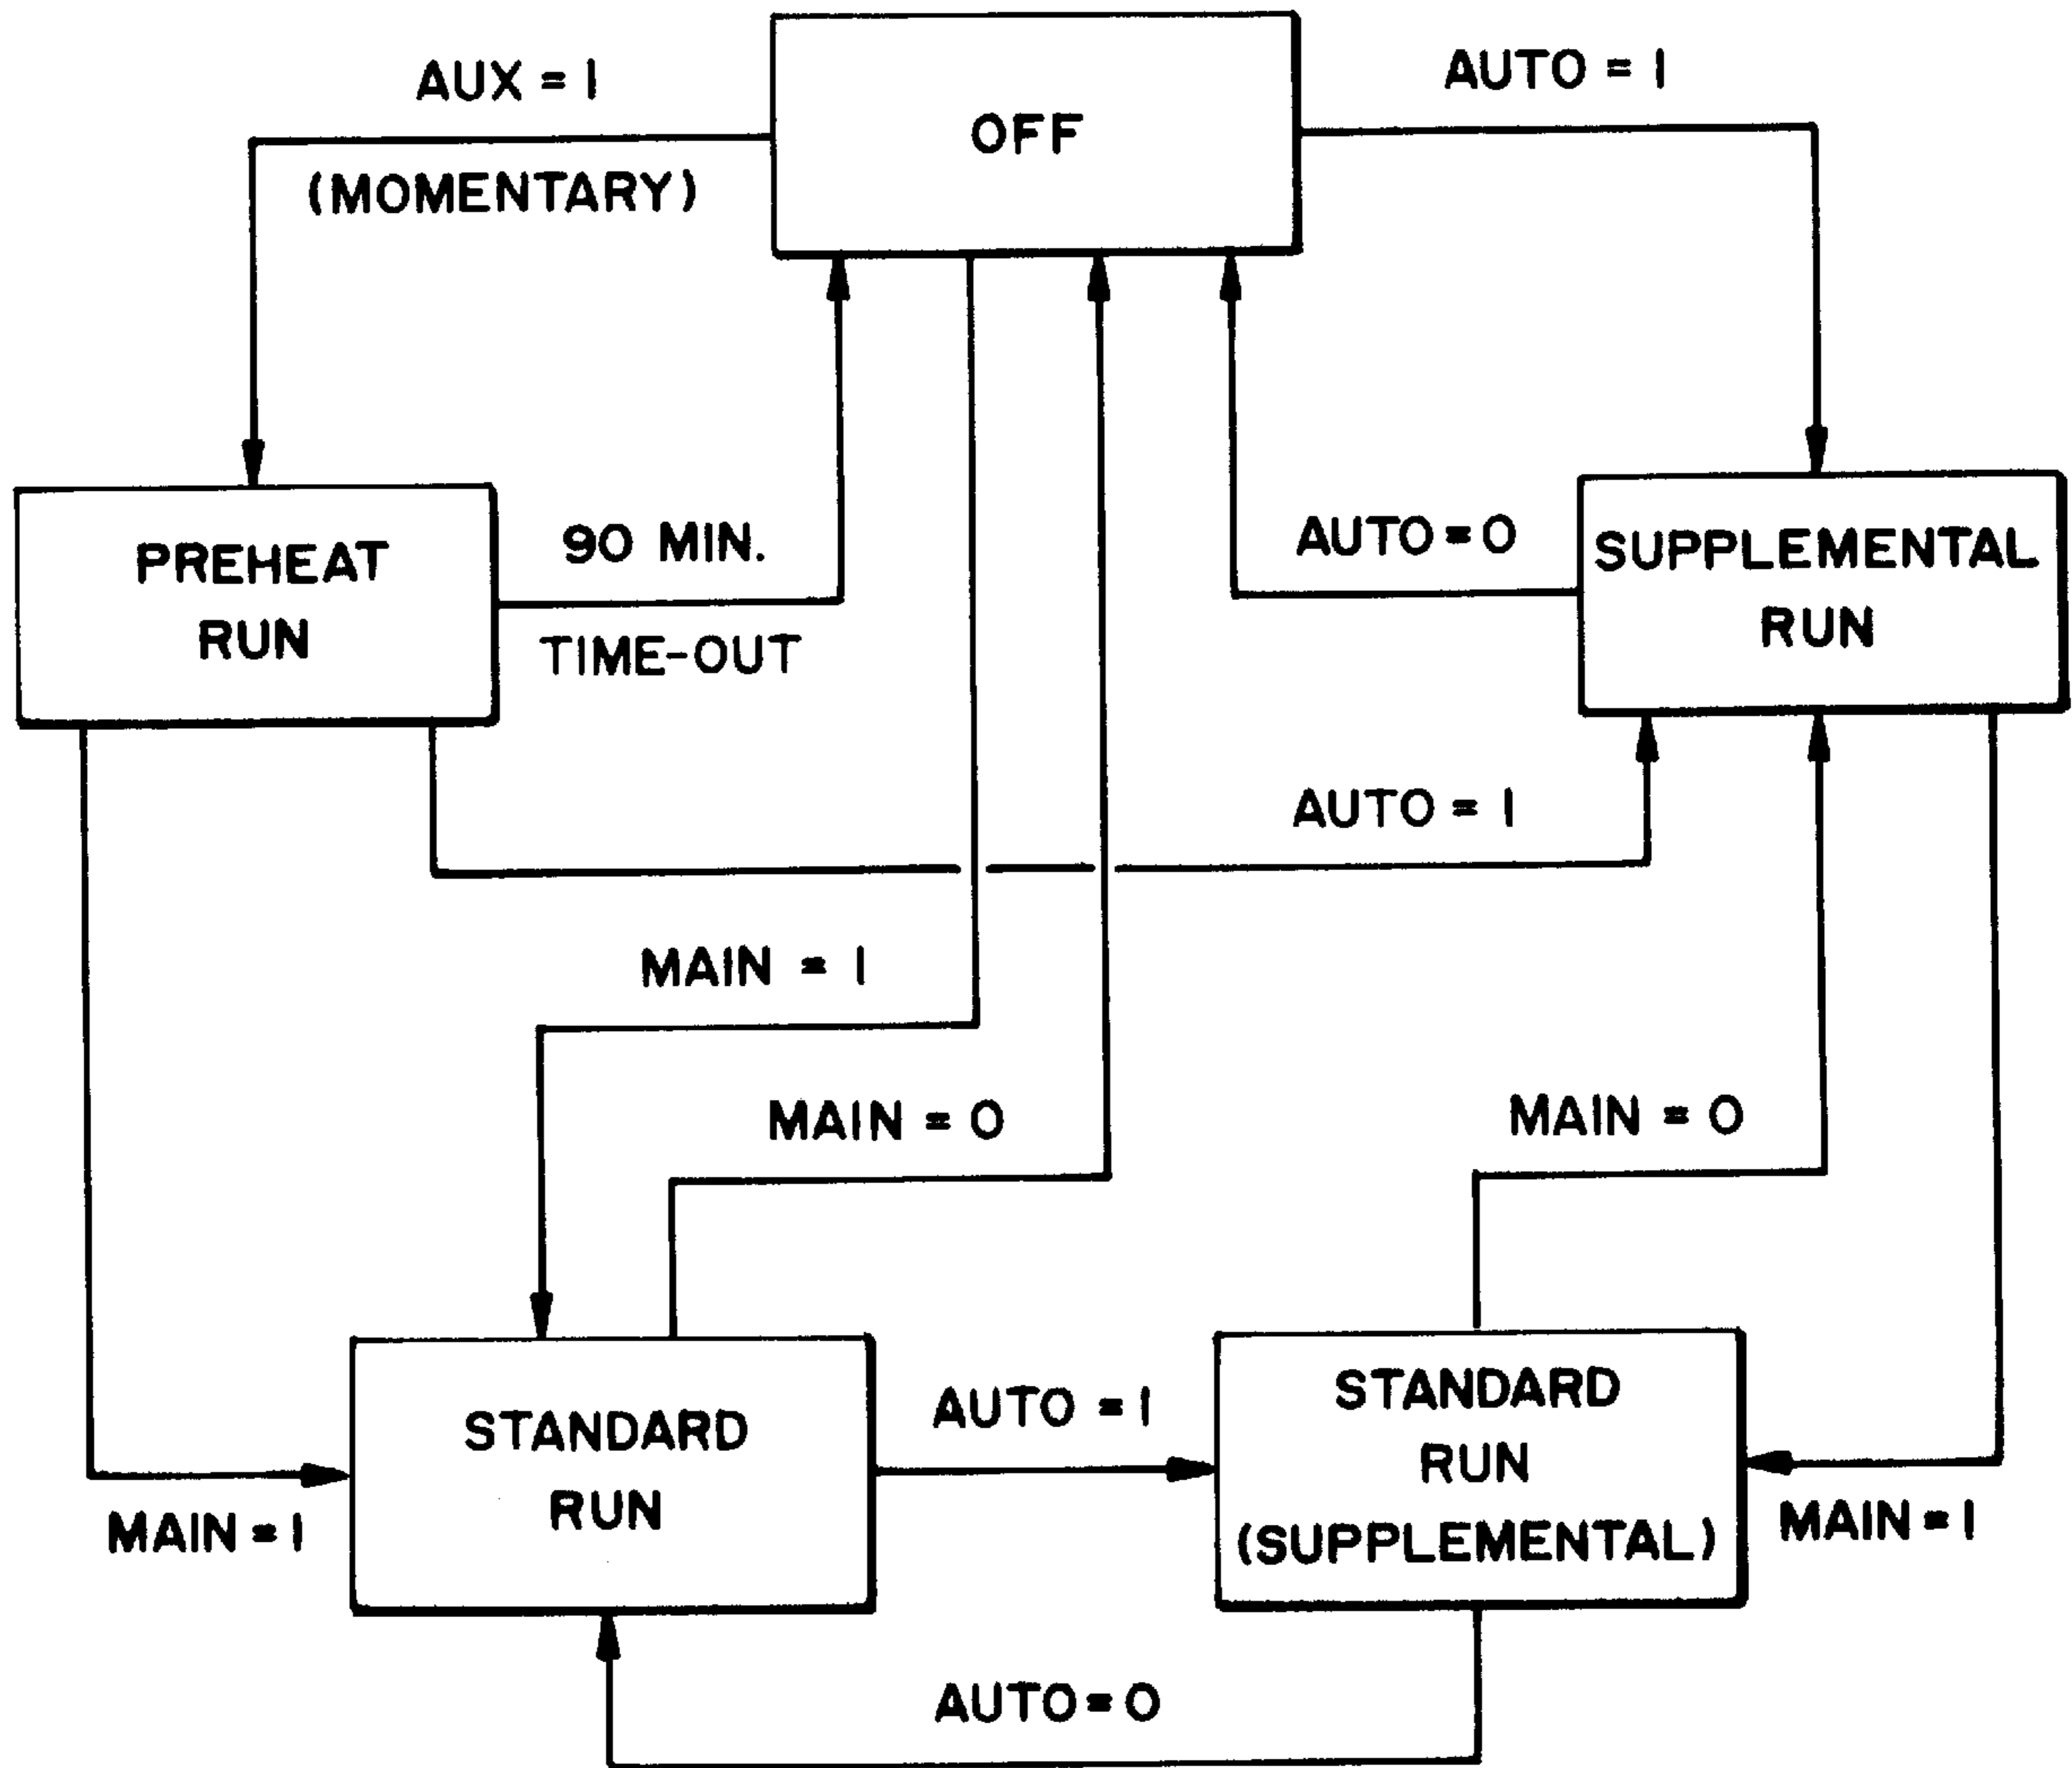 AUX = 1
(MOMENTARY)
OFF
AUTO = 1
PREHEAT
RUN
90 MIN.
TIME-OUT
AUTO = 0
SUPPLEMENTAL
RUN
AUTO = 1
MAIN = 1
MAIN = 0
MAIN = 0
MAIN = 1
STANDARD
RUN
AUTO = 1
STANDARD
RUN
(SUPPLEMENTAL)
MAIN = 1
AUTO = 0